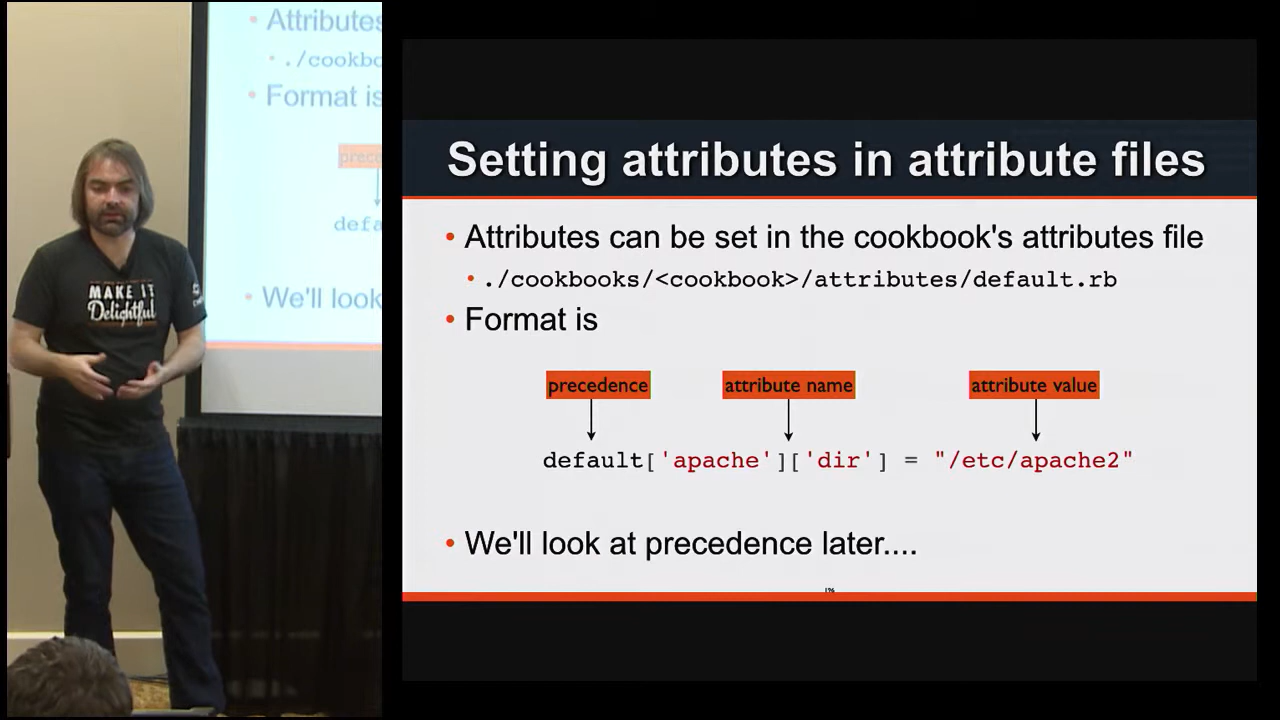 Attributes
./cookbo
Format is
prece
defa
We'll look
MAKE IT
Delightful
Setting attributes in attribute files
• Attributes can be set in the cookbook's attributes file
• ./cookbooks/<cookbook>/attributes/default.rb
• Format is
precedence attribute name attribute value
default['apache']['dir'] = "/etc/apache2"
• We'll look at precedence later....
196